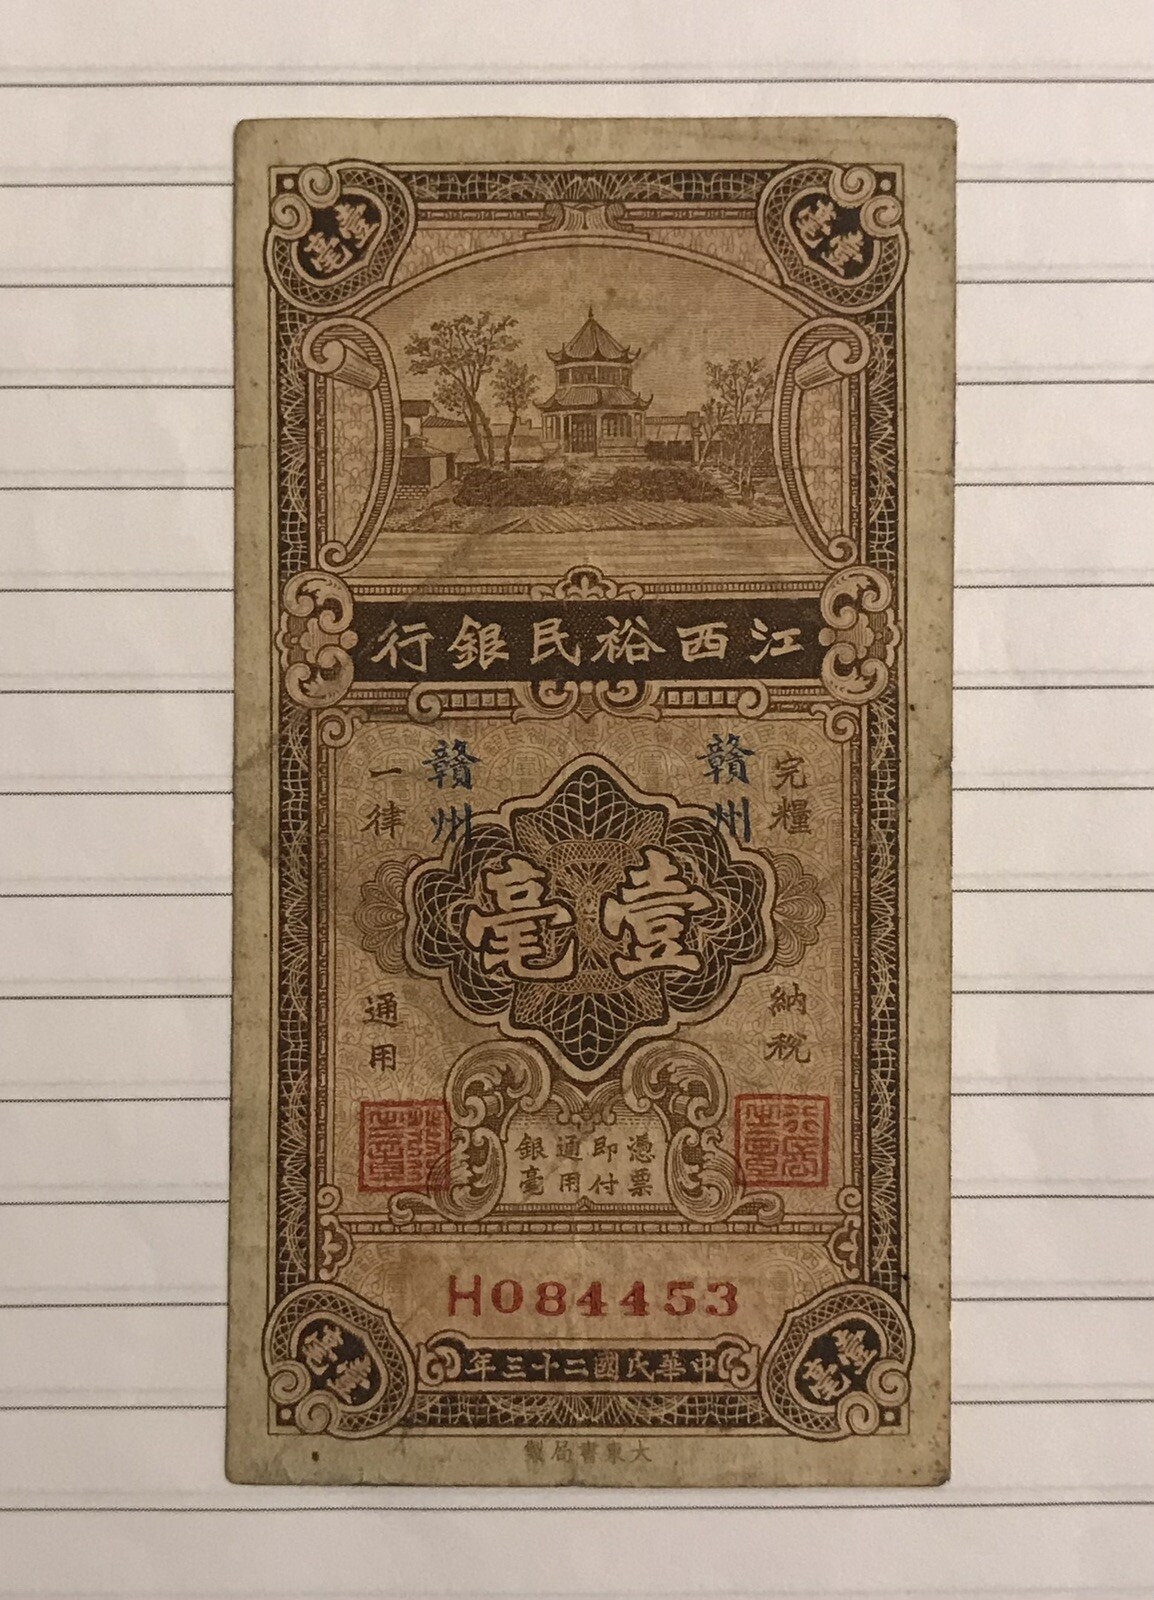 壹毫
壹毫
江西裕民銀行
贛州
贛州
完糧
納稅
一律
通用
壹毫
憑票
即付
通用
銀毫
H084453
壹毫
壹毫
中華民國二十三年
大東書局製